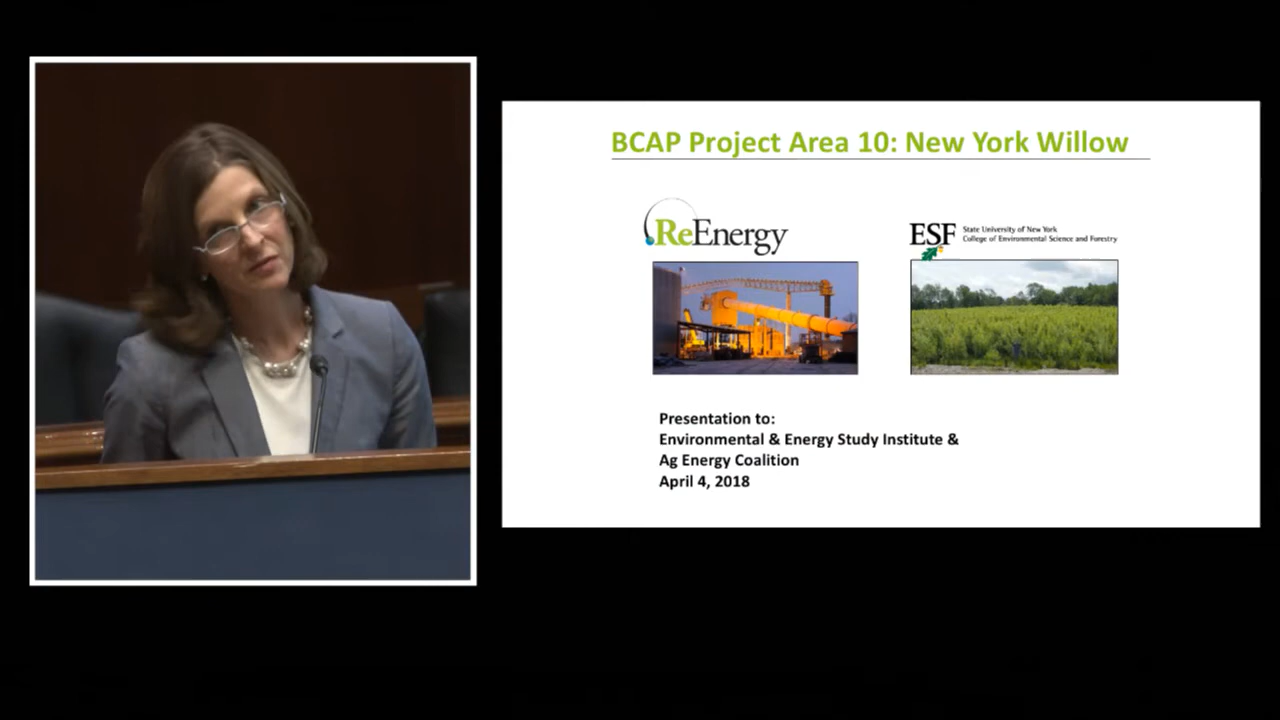 BCAP Project Area 10: New York Willow
ReEnergy
ESF
State University of New York
College of Environmental Science and Forestry
Presentation to:
Environmental & Energy Study Institute &
Ag Energy Coalition
April 4, 2018